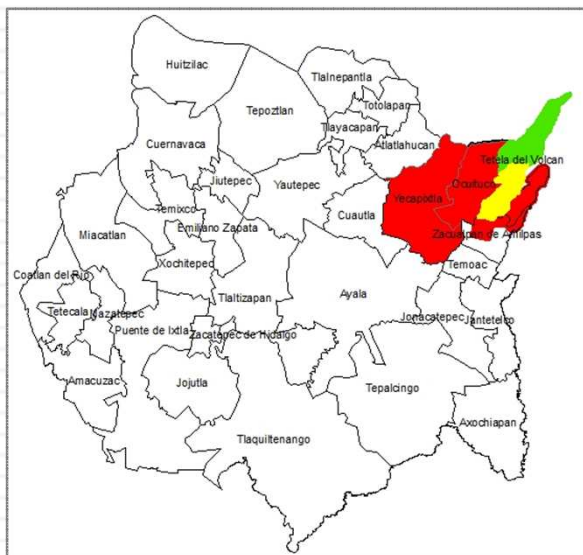 Huitzilac
Tlalnepantla
Tepoztlan
Totolapan
Tlayacapan
Cuernavaca
Atlatlahucan
Tetela del Volcan
Jiutepec
Yautepec
Ocuituco
Yecapixtla
Temixco
Cuautla
Emiliano Zapata
Miacatlan
Zacualpan de Amilpas
Xochitepec
Temoac
Coatlan del Rio
Tlaltizapan
Ayala
Tetecala
Mazatepec
Jonacatepec
Jantetelco
Puente de Ixtla
Zacatepec de Hidalgo
Amacuzac
Jojutla
Tepalcingo
Axochiapan
Tlaquiltenango